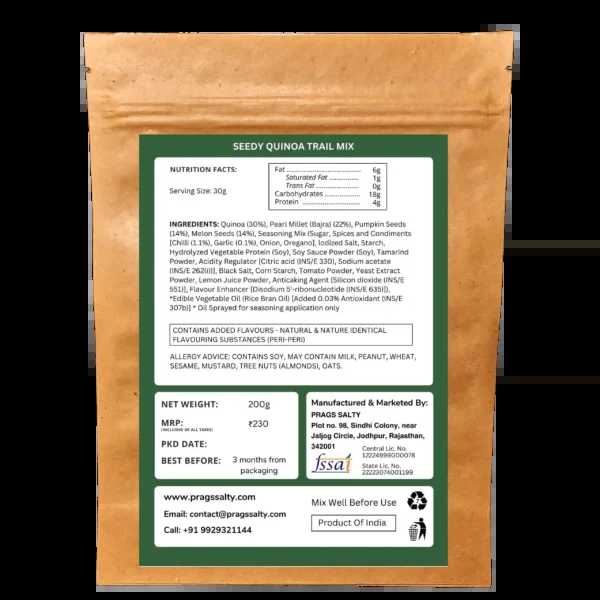 SEEDY QUINOA TRAIL MIX
NUTRITION FACTS:
Serving Size: 30g
Fat .................................... 6g
Saturated Fat .............. 1g
Trans Fat ................... 0g
Carbohydrates .................... 18g
Protein ........................... 4g
INGREDIENTS: Quinoa (30%), Pearl Millet (Bajra) (22%), Pumpkin Seeds
(14%), Melon Seeds (14%), Seasoning Mix (Sugar, Spices and Condiments
[Chilli (1.1%), Garlic (0.1%), Onion, Oregano], Iodized Salt, Starch,
Hydrolyzed Vegetable Protein (Soy), Soy Sauce Powder (Soy), Tamarind
Powder, Acidity Regulator [Citric acid (INS/E 330), Sodium acetate
(INS/E 262(i))], Black Salt, Corn Starch, Tomato Powder, Yeast Extract
Powder, Lemon Juice Powder, Anticaking Agent [Silicon dioxide (INS/E
551)], Flavour Enhancer [Disodium 5'-ribonucleotide (INS/E 635)]),
*Edible Vegetable Oil (Rice Bran Oil) [Added 0.03% Antioxidant (INS/E
307b)] * Oil Sprayed for seasoning application only
CONTAINS ADDED FLAVOURS - NATURAL & NATURE IDENTICAL
FLAVOURING SUBSTANCES (PERI-PERI)
ALLERGY ADVICE: CONTAINS SOY, MAY CONTAIN MILK, PEANUT, WHEAT,
SESAME, MUSTARD, TREE NUTS (ALMONDS), OATS.
NET WEIGHT: 200g
MRP: ₹230
(INCLUSIVE OF ALL TAXES)
PKD DATE:
BEST BEFORE: 3 months from
packaging
Manufactured & Marketed By:
PRAGS SALTY
Plot no. 98, Sindhi Colony, near
Jaljog Circle, Jodhpur, Rajasthan,
342001
fssai
Central Lic. No.
12224999000078
State Lic. No.
22223074001199
www.pragssalty.com
Email: contact@pragssalty.com
Call: +91 9929321144
Mix Well Before Use
Product Of India
7